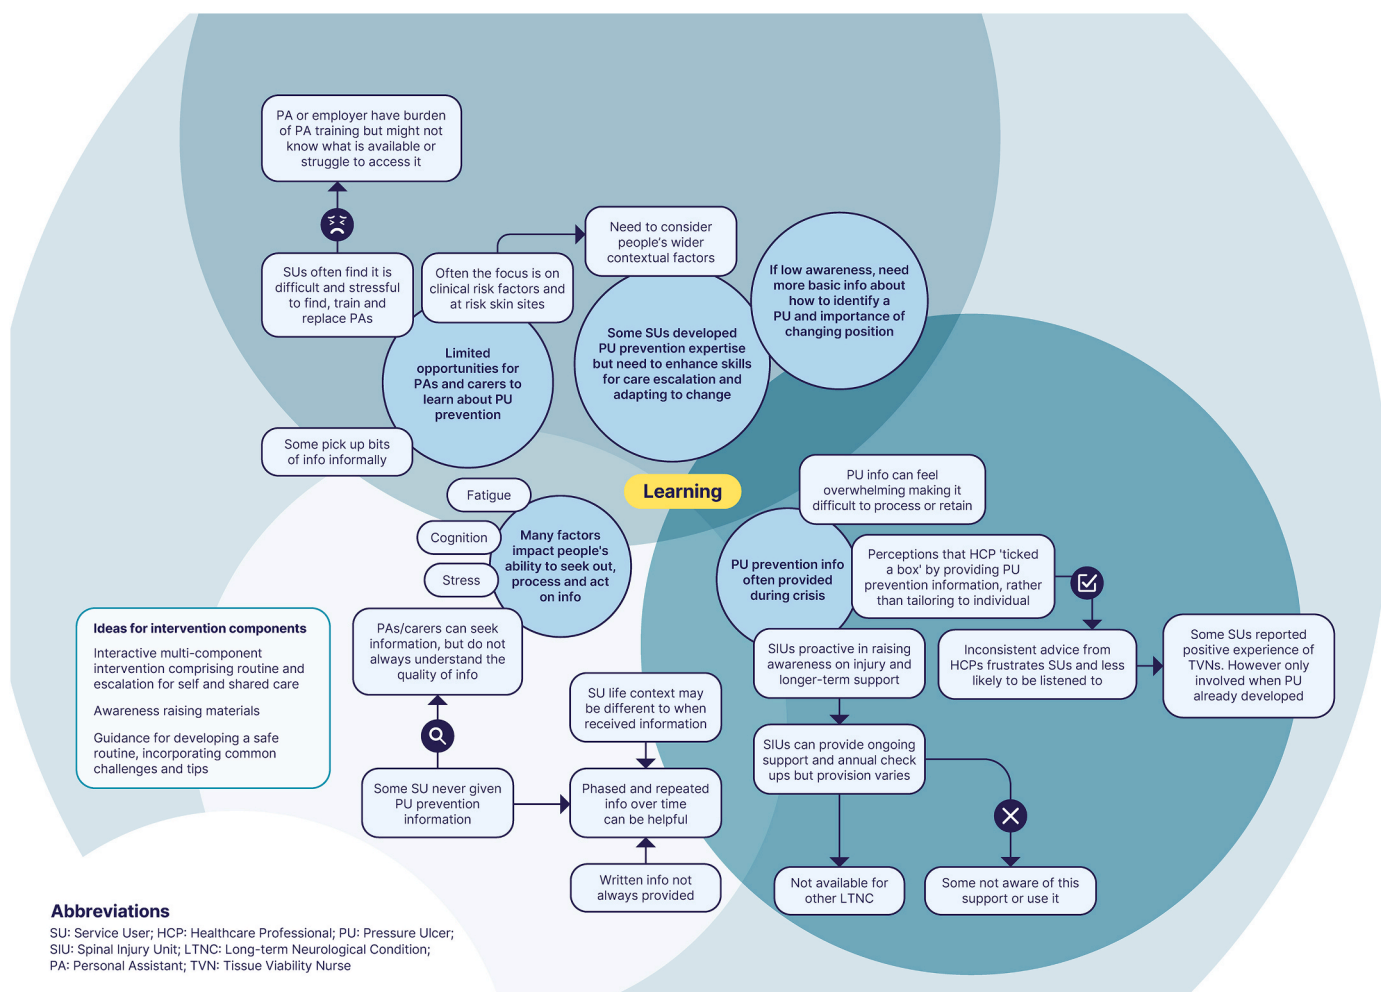 PA or employer have burden
of PA training but might not
know what is available or
struggle to access it
SUs often find it is
difficult and stressful
to find, train and
replace PAs
Often the focus is on
clinical risk factors and
at risk skin sites
Need to consider
people's wider
contextual factors
If low awareness, need
more basic info about
how to identify a
PU and importance of
changing position
Some SUs developed
PU prevention expertise
but need to enhance skills
for care escalation and
adapting to change
Limited
opportunities for
PAs and carers to
learn about PU
prevention
Some pick up bits
of info informally
Learning
Fatigue
Cognition
Stress
Many factors
impact people's
ability to seek out,
process and act
on info
PU info can feel
overwhelming making it
difficult to process or retain
PU prevention info
often provided
during crisis
Perceptions that HCP 'ticked
a box' by providing PU
prevention information, rather
than tailoring to individual
PAs/carers can seek
information, but do not
always understand the
quality of info
SIUs proactive in raising
awareness on injury and
longer-term support
Inconsistent advice from
HCPs frustrates SUs and less
likely to be listened to
Some SUs reported
positive experience of
TVNs. However only
involved when PU
already developed
Ideas for intervention components
Interactive multi-component
intervention comprising routine and
escalation for self and shared care
Awareness raising materials
Guidance for developing a safe
routine, incorporating common
challenges and tips
SU life context may
be different to when
received information
SIUs can provide ongoing
support and annual check
ups but provision varies
Some SU never given
PU prevention
information
Phased and repeated
info over time
can be helpful
Written info not
always provided
Not available for
other LTNC
Some not aware of this
support or use it
Abbreviations
SU: Service User; HCP: Healthcare Professional; PU: Pressure Ulcer;
SIU: Spinal Injury Unit; LTNC: Long-term Neurological Condition;
PA: Personal Assistant; TVN: Tissue Viability Nurse